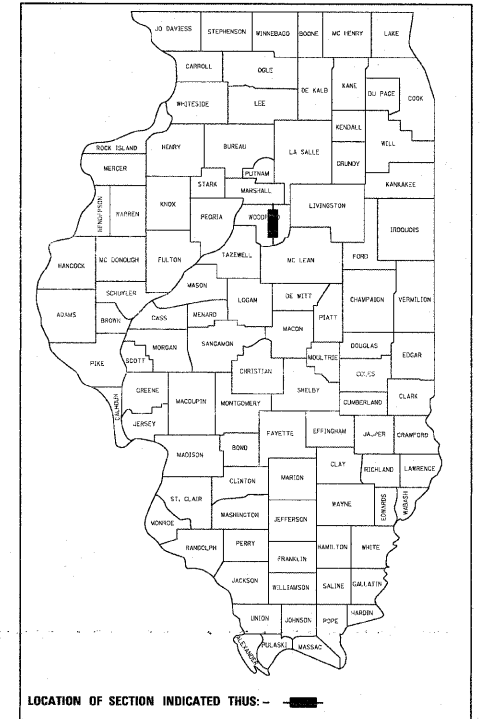 JO DAVIESS
STEPHENSON
WINNEBAGO
BOONE
MC HENRY
LAKE
CARROLL
OGLE
DE KALB
KANE
DU PAGE
COOK
WHITESIDE
LEE
KENDALL
WILL
ROCK ISLAND
HENRY
BUREAU
LA SALLE
GRUNDY
MERCER
PUTNAM
KANKAKEE
STARK
MARSHALL
HENDERSON
WARREN
KNOX
PEORIA
LIVINGSTON
IROQUOIS
TAZEWELL
MC LEAN
FORD
HANCOCK
MC DONOUGH
FULTON
MASON
LOGAN
DE WITT
CHAMPAIGN
VERMILION
SCHUYLER
ADAMS
BROWN
CASS
MENARD
MACON
PIATT
DOUGLAS
EDGAR
MORGAN
SANGAMON
MOULTRIE
PIKE
SCOTT
CHRISTIAN
COLES
SHELBY
CALHOUN
GREENE
MACOUPIN
MONTGOMERY
CUMBERLAND
CLARK
JERSEY
FAYETTE
EFFINGHAM
JASPER
CRAWFORD
MADISON
BOND
CLAY
RICHLAND
LAWRENCE
CLINTON
MARION
ST. CLAIR
WAYNE
EDWARDS
WABASH
WASHINGTON
JEFFERSON
MONROE
RANDOLPH
PERRY
HAMILTON
WHITE
FRANKLIN
JACKSON
WILLIAMSON
SALINE
GALLATIN
HARDIN
UNION
JOHNSON
POPE
ALEXANDER
PULASKI
MASSAC
LOCATION OF SECTION INDICATED THUS:-